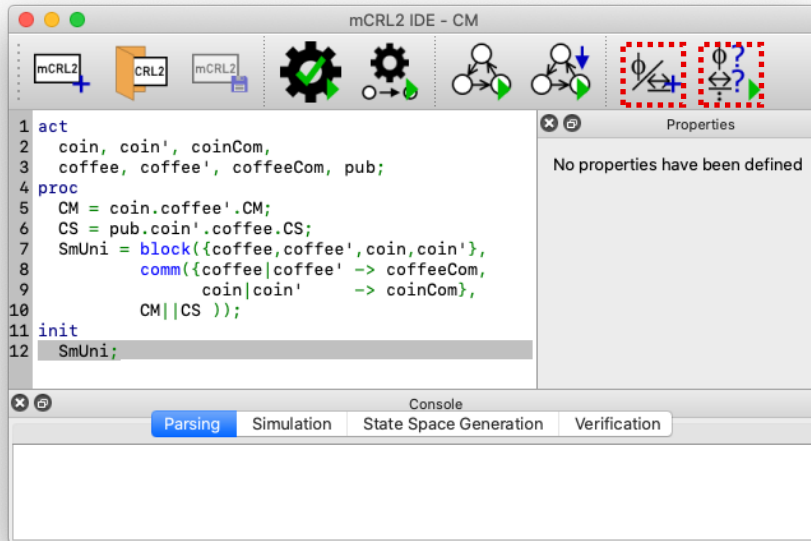 mCRL2 IDE - CM
mCRL2
CRL2
mCRL2
ϕ
ϕ ?
?
Properties
No properties have been defined
1 act
2   coin, coin', coinCom,
3   coffee, coffee', coffeeCom, pub;
4 proc
5   CM = coin.coffee'.CM;
6   CS = pub.coin'.coffee.CS;
7   SmUni = block({coffee,coffee',coin,coin'},
8           comm({coffee|coffee' -> coffeeCom,
9                 coin|coin'     -> coinCom},
10           CM||CS ));
11 init
12   SmUni;
Console
Parsing Simulation State Space Generation Verification